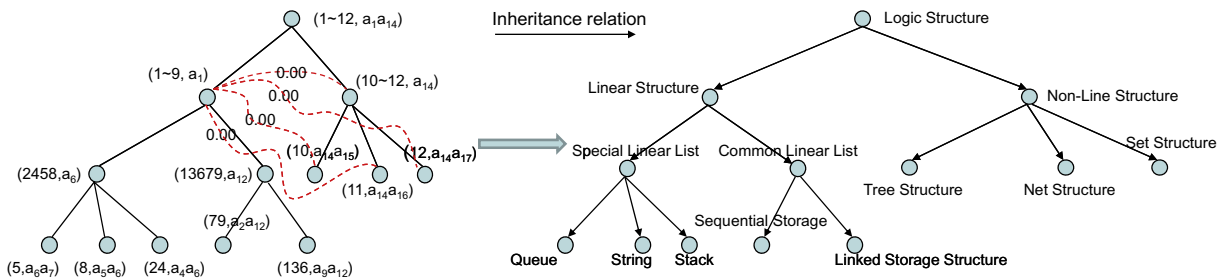 (1~12, a₁a₁₄)
Inheritance relation
Logic Structure
(1~9, a₁)
0.00
(10~12, a₁₄)
0.00
Linear Structure
Non-Line Structure
0.00
0.00
(10,a₁₄a₁₅)
(12,a₁₄a₁₇)
Special Linear List
Common Linear List
Set Structure
(2458,a₆)
(13679,a₁₂)
(11,a₁₄a₁₆)
Tree Structure
Net Structure
(79,a₂a₁₂)
Sequential Storage
(5,a₆a₇)
(8,a₅a₆)
(24,a₄a₆)
(136,a₉a₁₂)
Queue
String
Stack
Linked Storage Structure